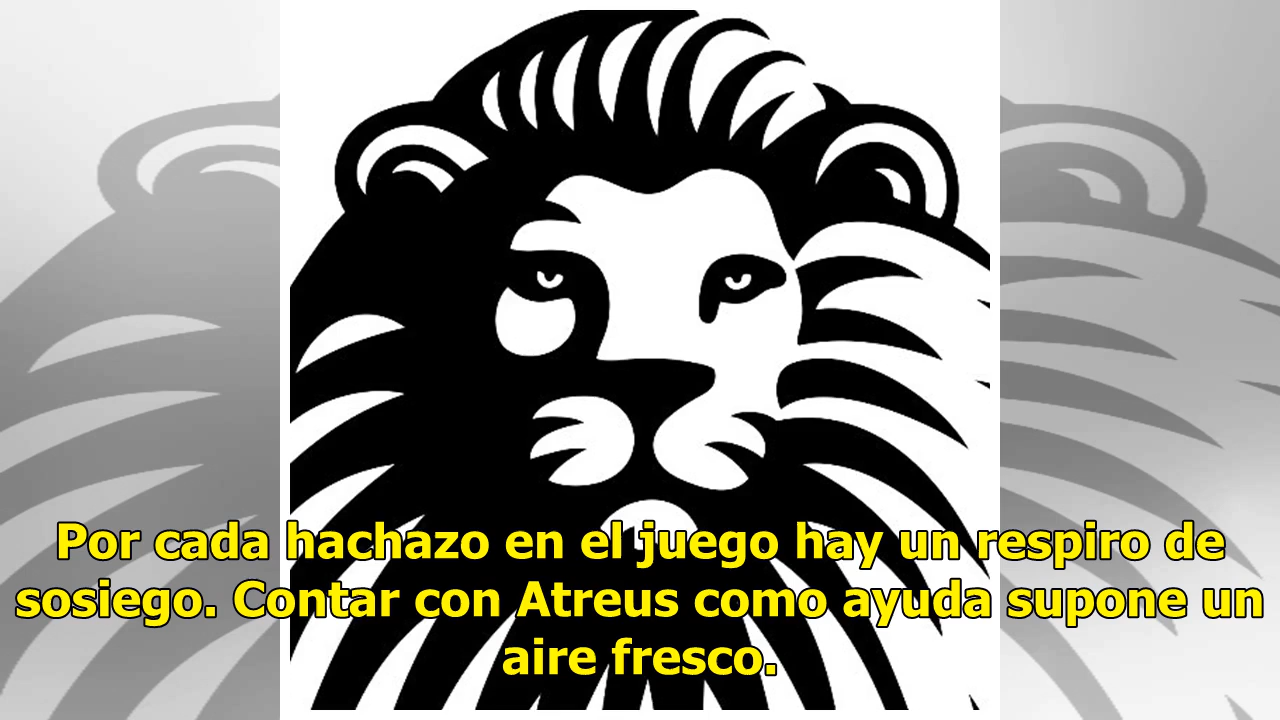 Por cada hachazo en el juego hay un respiro de
sosiego. Contar con Atreus como ayuda supone un
aire fresco.